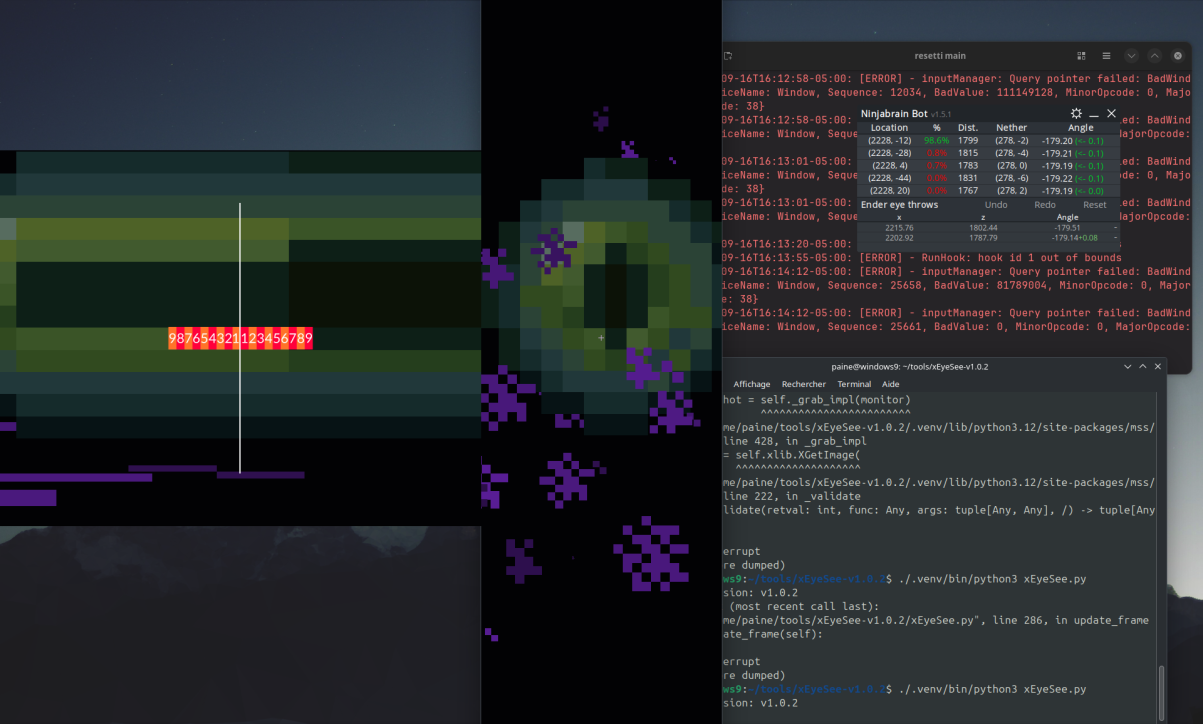 987654321123456789
resetti main
09-16T16:12:58-05:00: [ERROR] - inputManager: Query pointer failed: BadWind
iceName: Window, Sequence: 12034, BadValue: 111149128, MinorOpcode: 0, Majo
de: 38}
09-16T16:12:58-05:00:
led: BadWind
iceName: Window, Sequ
MajorOpcode:
09-16T16:13:01-05:00:
led: BadWind
iceName: Window, Sequ
ajorOpcode:
de: 38}
09-16T16:13:01-05:00:
led: BadWind
iceName: Window, Sequ
MajorOpcode:
09-16T16:13:20-05:00:
s
09-16T16:13:55-05:00: [ERROR] - RunHook: hook id 1 out of bounds
09-16T16:14:12-05:00: [ERROR] - inputManager: Query pointer failed: BadWind
iceName: Window, Sequence: 25658, BadValue: 81789004, MinorOpcode: 0, Major
e: 38}
09-16T16:14:12-05:00: [ERROR] - inputManager: Query pointer failed: BadWind
iceName: Window, Sequence: 25661, BadValue: 0, MinorOpcode: 0, MajorOpcode:
Ninjabrain Bot v1.5.1
Location % Dist. Nether Angle
(2228, -12) 98.6% 1799 (278, -2) -179.20 (<- 0.1)
(2228, -28) 0.8% 1815 (278, -4) -179.21 (<- 0.1)
(2228, 4) 0.7% 1783 (278, 0) -179.19 (<- 0.1)
(2228, -44) 0.0% 1831 (278, -6) -179.22 (<- 0.1)
(2228, 20) 0.0% 1767 (278, 2) -179.19 (<- 0.0)
Ender eye throws Undo Redo Reset
x z Angle
2215.76 1802.44 -179.51 -
2202.92 1787.79 -179.14+0.08 -
paine@windows9: ~/tools/xEyeSee-v1.0.2
Affichage Rechercher Terminal Aide
hot = self._grab_impl(monitor)
^^^^^^^^^^^^^^^^^^^^^^^^
me/paine/tools/xEyeSee-v1.0.2/.venv/lib/python3.12/site-packages/mss/
line 428, in _grab_impl
= self.xlib.XGetImage(
^^^^^^^^^^^^^^^^^^^^
me/paine/tools/xEyeSee-v1.0.2/.venv/lib/python3.12/site-packages/mss/
line 222, in _validate
lidate(retval: int, func: Any, args: tuple[Any, Any], /) -> tuple[Any
errupt
re dumped)
ws9:~/tools/xEyeSee-v1.0.2$ ./.venv/bin/python3 xEyeSee.py
sion: v1.0.2
(most recent call last):
me/paine/tools/xEyeSee-v1.0.2/xEyeSee.py", line 286, in update_frame
ate_frame(self):
errupt
re dumped)
ws9:~/tools/xEyeSee-v1.0.2$ ./.venv/bin/python3 xEyeSee.py
sion: v1.0.2